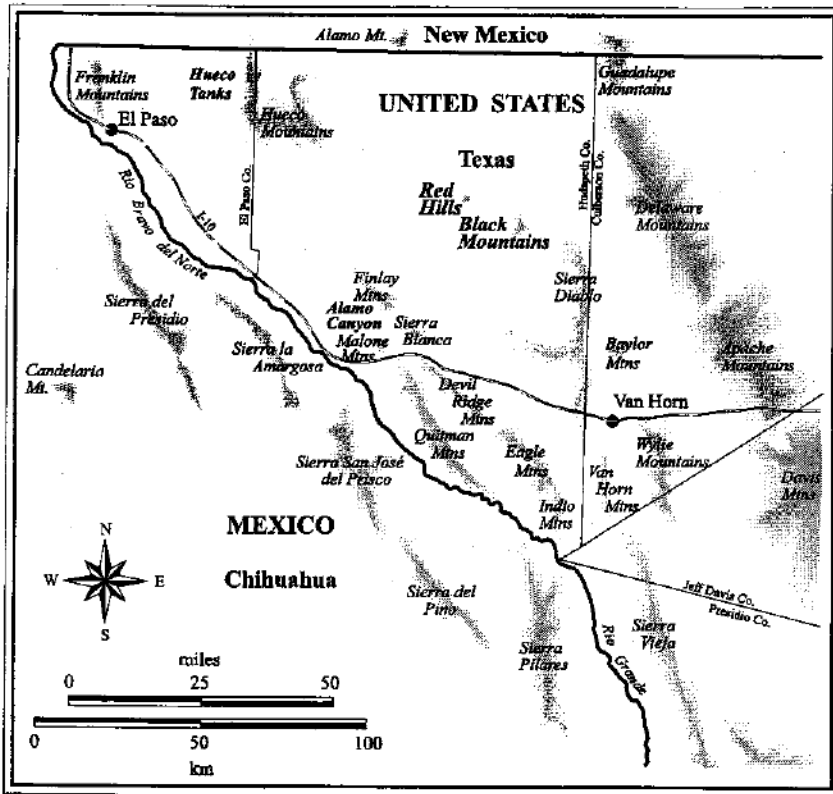 Alamo Mt.
New Mexico
Franklin
Mountains
Hueco
Tanks
Guadalupe
Mountains
UNITED STATES
El Paso
Hueco
Mountains
Texas
El Paso Co.
Hudspeth Co.
Culberson Co.
Red
Hills
Black
Mountains
Delaware
Mountains
Rio Bravo del Norte
I-10
Sierra del
Presidio
Finlay
Mtns
Sierra
Diablo
Alamo
Canyon
Malone
Mtns
Sierra
Blanca
Sierra la
Amargosa
Baylor
Mtns
Apache
Mountains
Candelaria
Mt.
Devil
Ridge
Mtns
Van Horn
Quitman
Mtns
Eagle
Mtns
Wylie
Mountains
Sierra San José
del Prisco
Van
Horn
Mtns
Davis
Mtns
Indio
Mtns
MEXICO
Chihuahua
N
W
E
S
Sierra del
Pino
Jeff Davis Co.
Presidio Co.
Sierra
Pilares
Rio Grande
Sierra
Vieja
miles
0
25
50
0
50
100
km